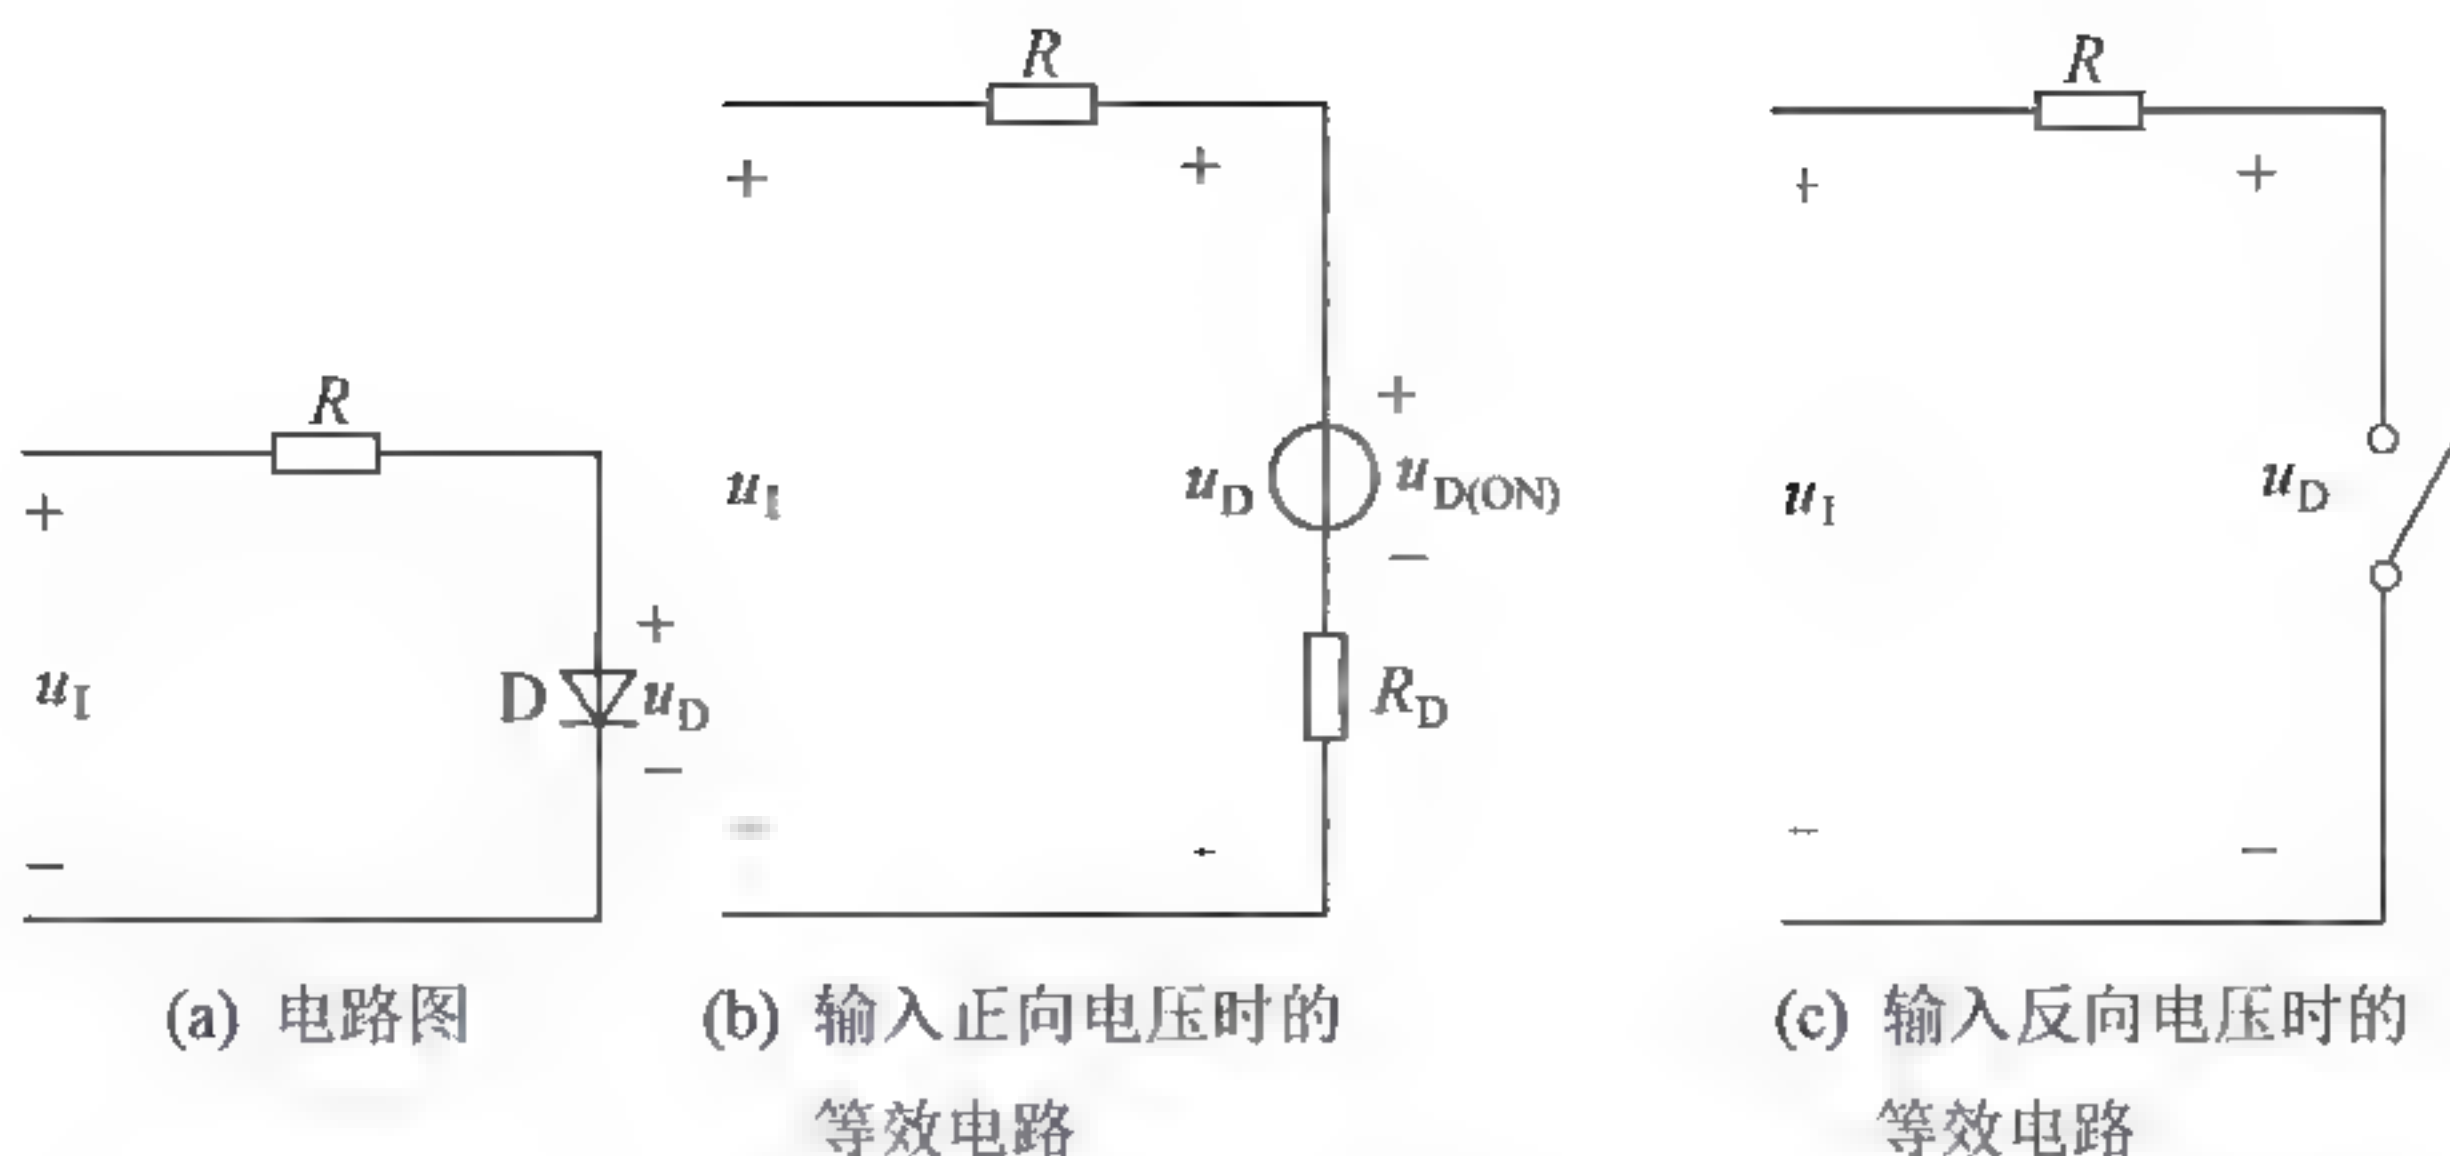 R
+
u_I
−
D
+
u_D
−
(a) 电路图
R
+
u_I
−
+
u_D
-
+
u_D(ON)
−
R_D
(b) 输入正向电压时的
等效电路
R
+
u_I
−
+
u_D
−
(c) 输入反向电压时的
等效电路